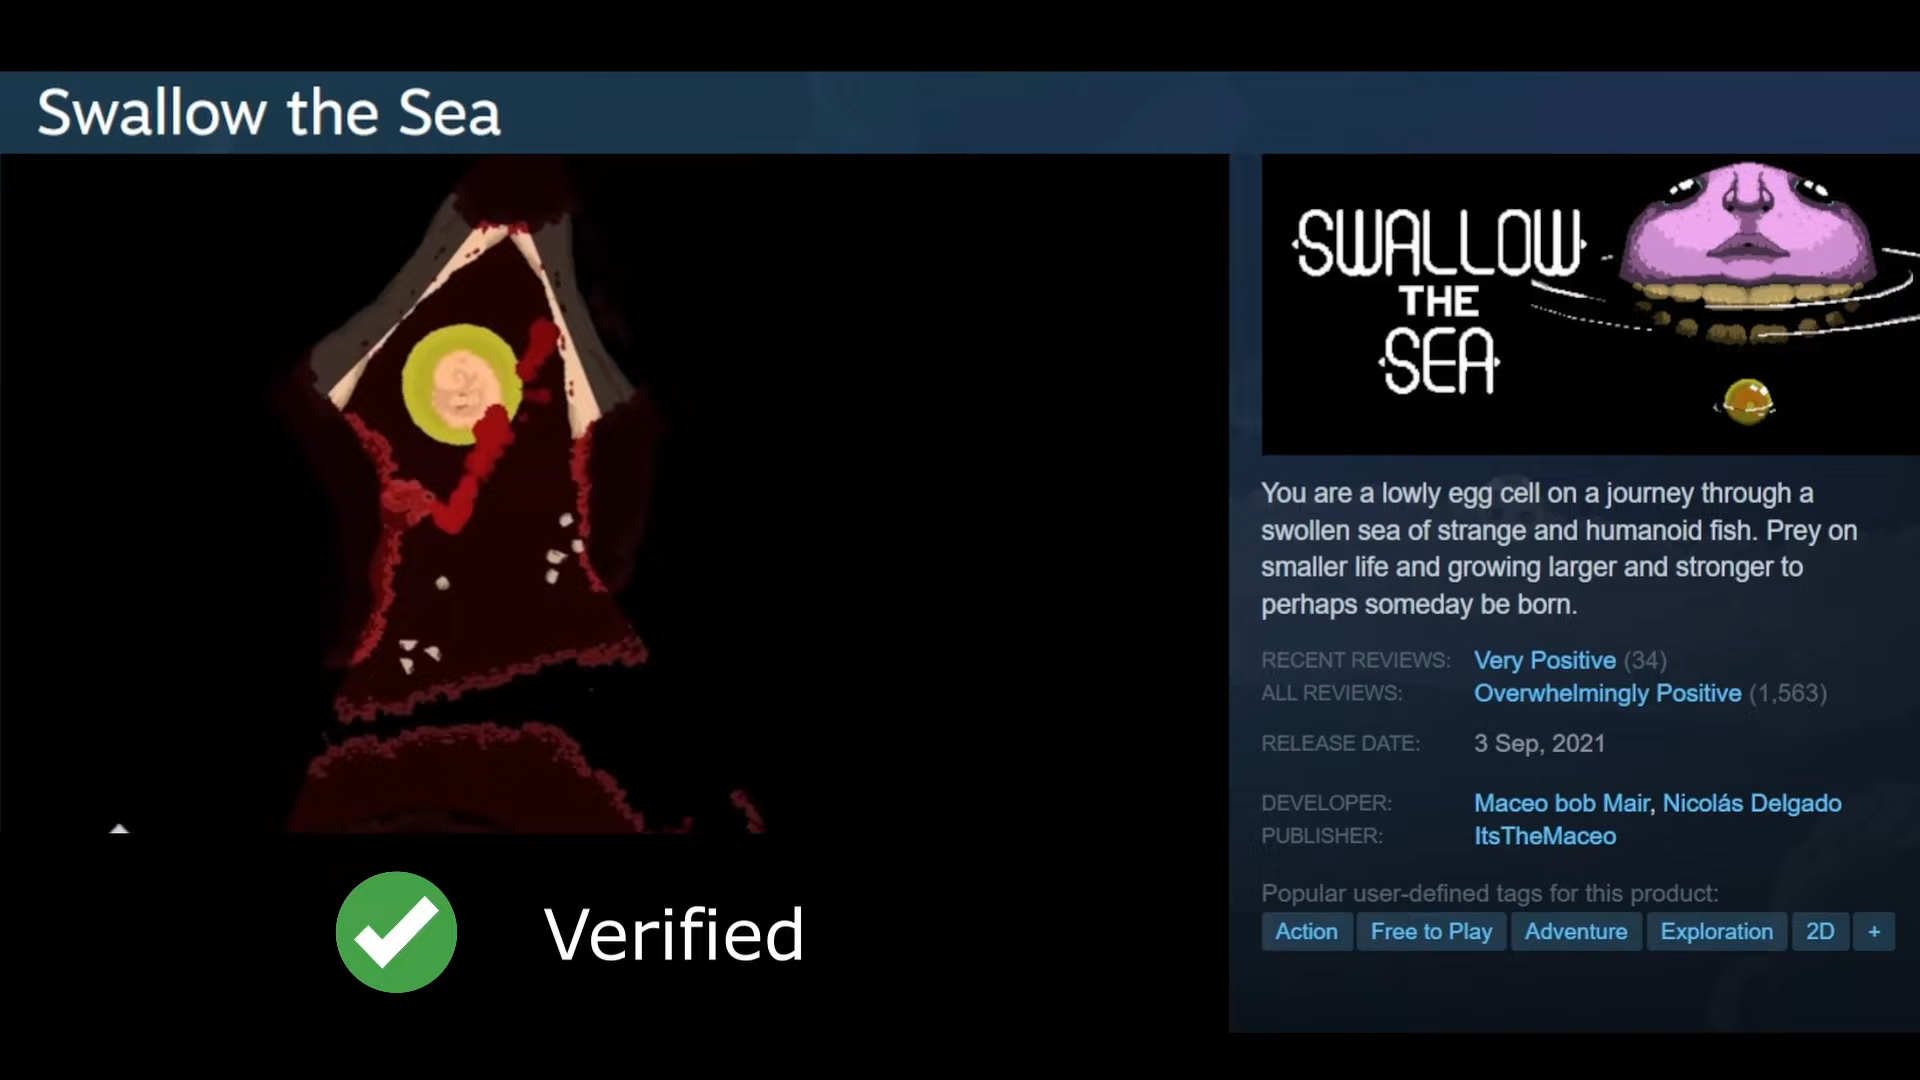 Swallow the Sea
SWALLOW
THE
SEA
You are a lowly egg cell on a journey through a
swollen sea of strange and humanoid fish. Prey on
smaller life and growing larger and stronger to
perhaps someday be born.
RECENT REVIEWS: Very Positive (34)
ALL REVIEWS: Overwhelmingly Positive (1,563)
RELEASE DATE: 3 Sep, 2021
DEVELOPER: Maceo bob Mair, Nicolás Delgado
PUBLISHER: ItsTheMaceo
Popular user-defined tags for this product:
Action Free to Play Adventure Exploration 2D +
Verified